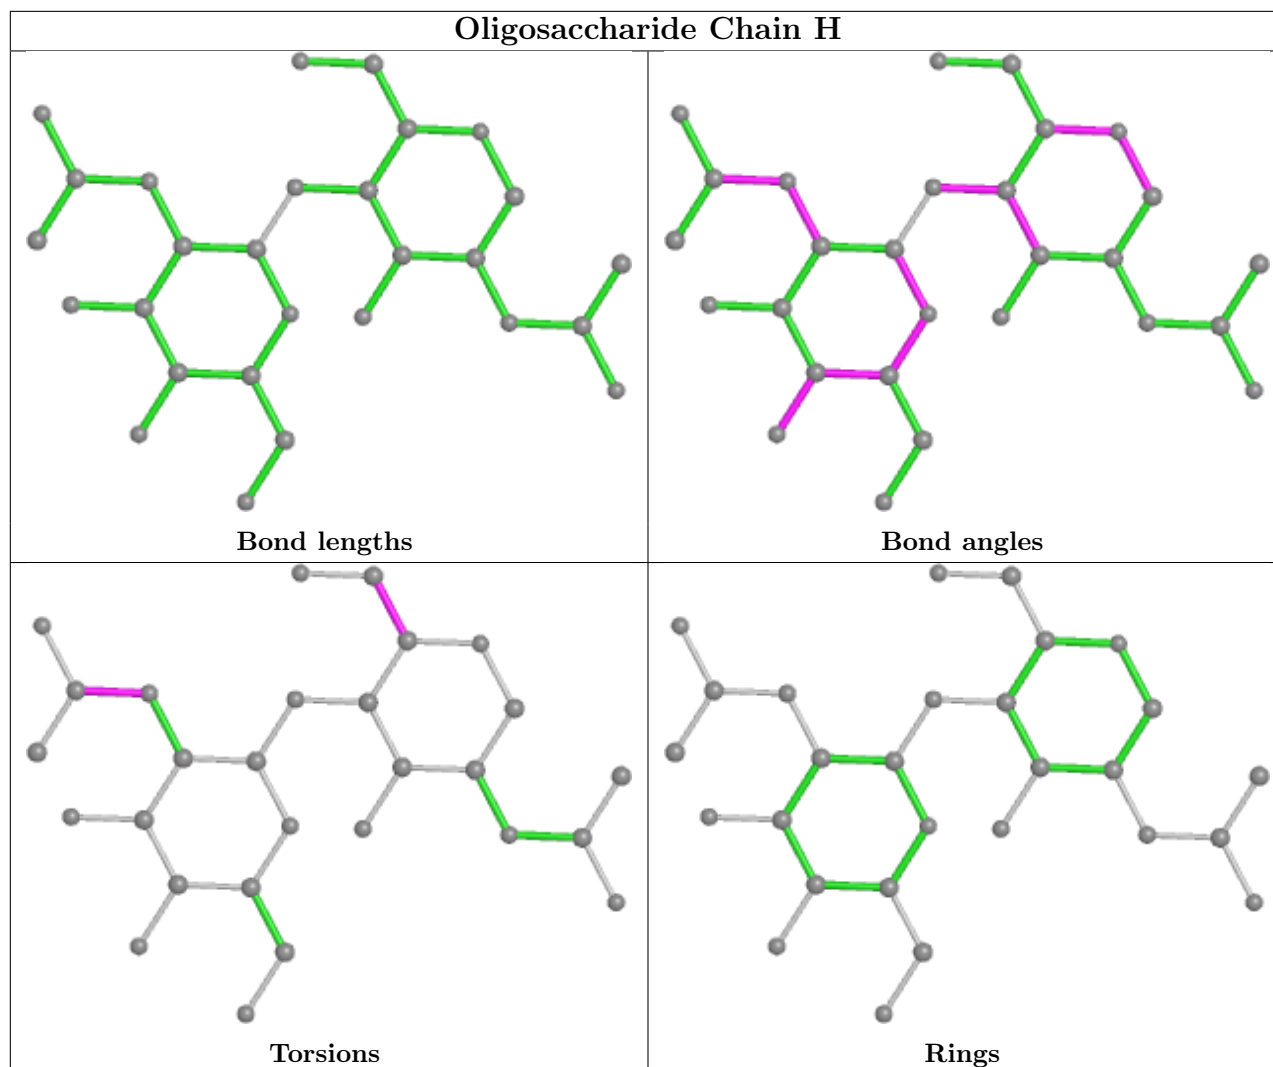 Oligosaccharide Chain H
Bond lengths
Bond angles
Torsions
Rings